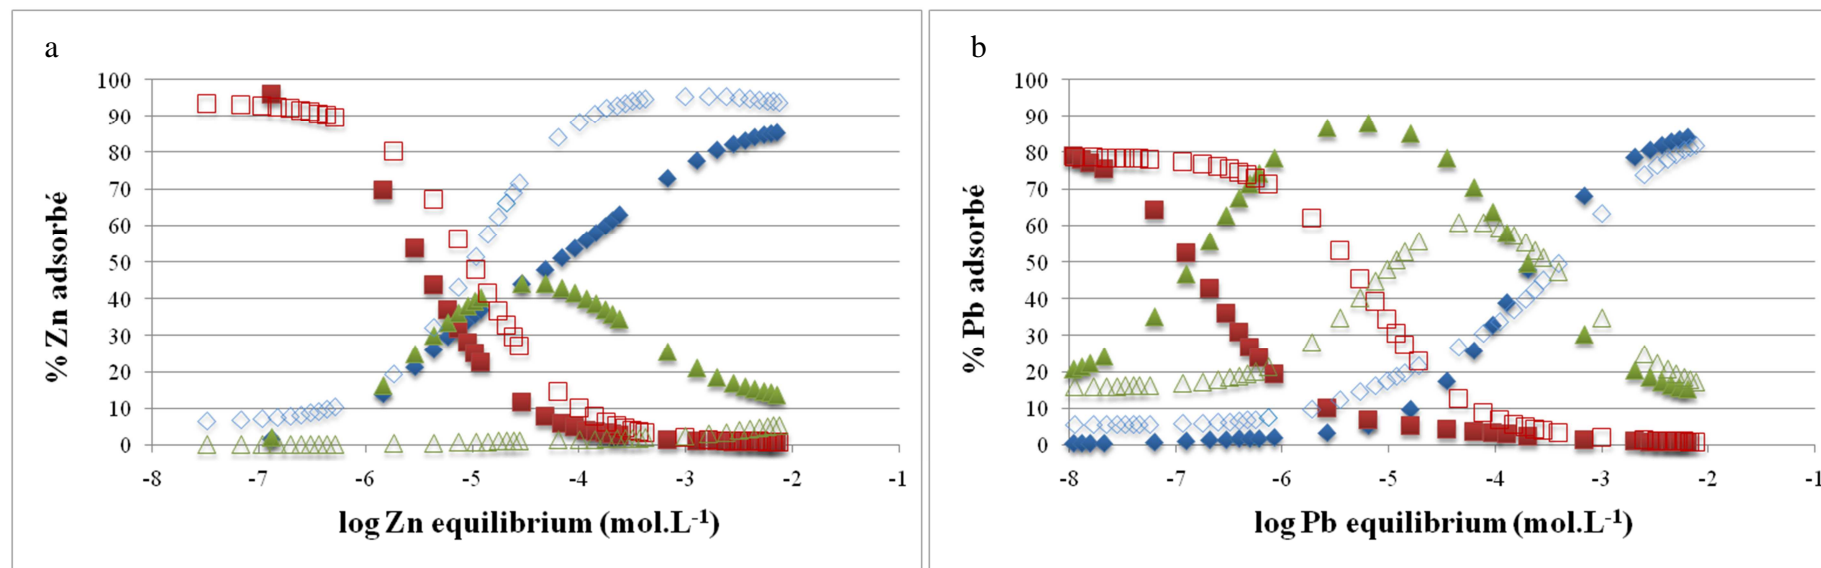 a
100
90
80
70
60
50
40
30
20
10
0
% Zn adsorbé
-8 -7 -6 -5 -4 -3 -2 -1
log Zn equilibrium (mol.L⁻¹)
b
100
90
80
70
60
50
40
30
20
10
0
% Pb adsorbé
-8 -7 -6 -5 -4 -3 -2 -1
log Pb equilibrium (mol.L⁻¹)